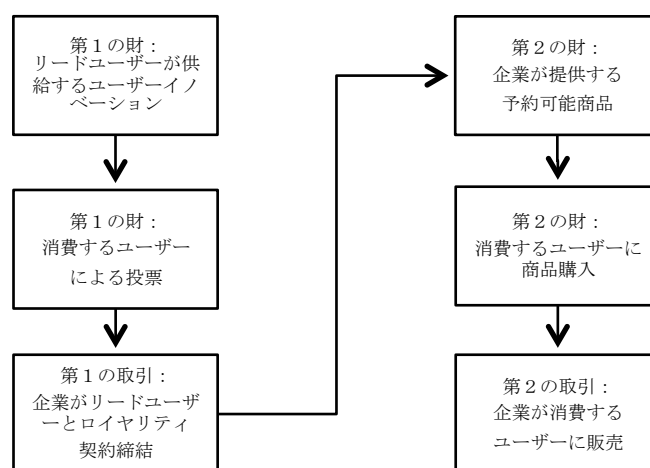 第1の財：
リードユーザーが供
給するユーザーイノ
ベーション
第1の財：
消費するユーザー
による投票
第1の取引：
企業がリードユーザ
ーとロイヤリティ
契約締結
第2の財：
企業が提供する
予約可能商品
第2の財：
消費するユーザーに
商品購入
第2の取引：
企業が消費する
ユーザーに販売